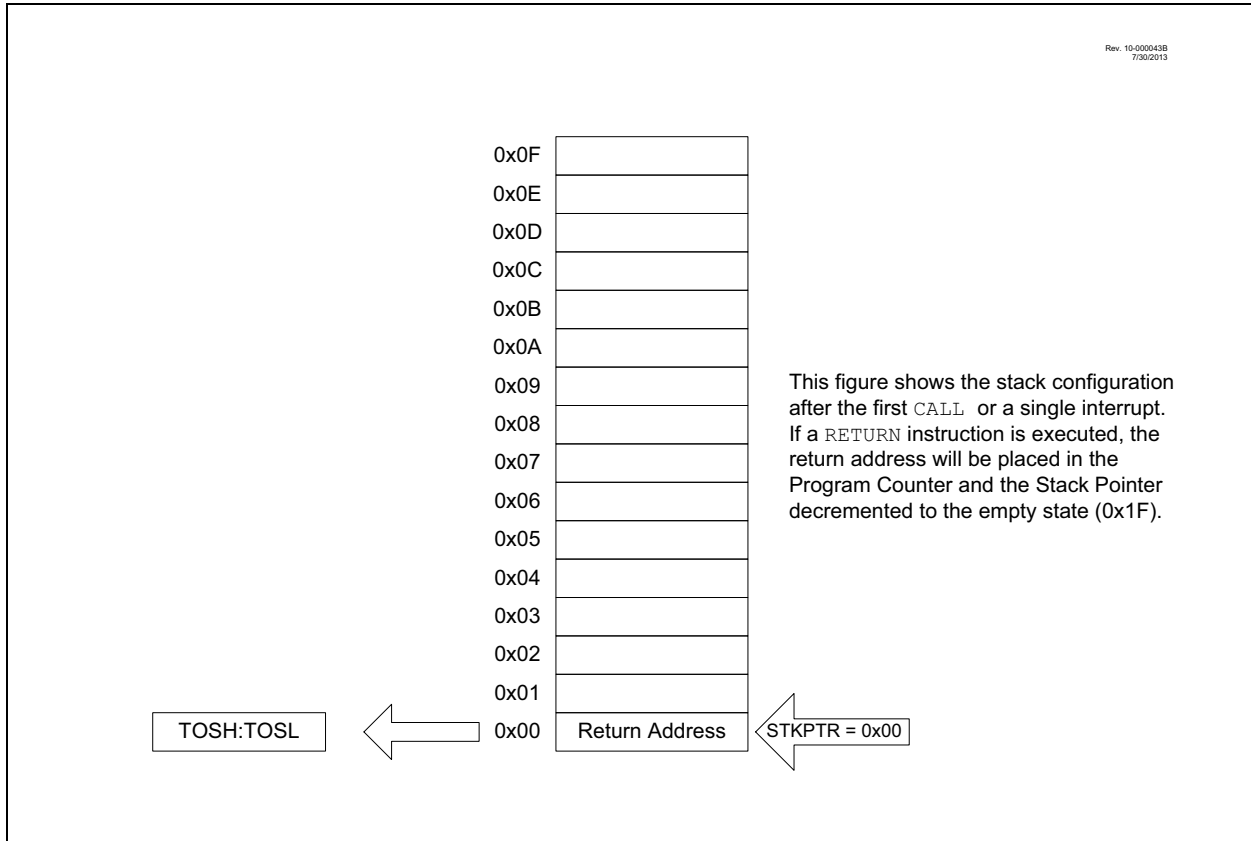 Rev. 10-000043B
7/30/2013
0x0F
0x0E
0x0D
0x0C
0x0B
0x0A
0x09
0x08
0x07
0x06
0x05
0x04
0x03
0x02
0x01
0x00
This figure shows the stack configuration
after the first CALL or a single interrupt.
If a RETURN instruction is executed, the
return address will be placed in the
Program Counter and the Stack Pointer
decremented to the empty state (0x1F).
TOSH:TOSL
Return Address
STKPTR = 0x00